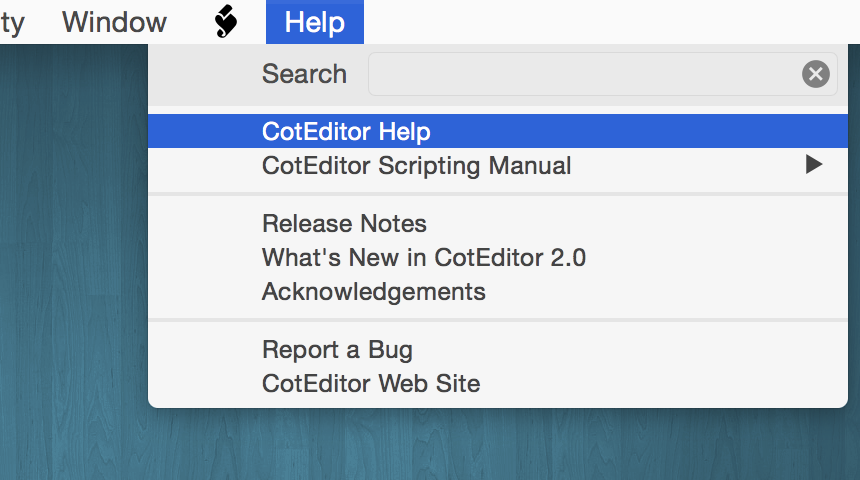 ty Window Help
Search
CotEditor Help
CotEditor Scripting Manual
Release Notes
What's New in CotEditor 2.0
Acknowledgements
Report a Bug
CotEditor Web Site